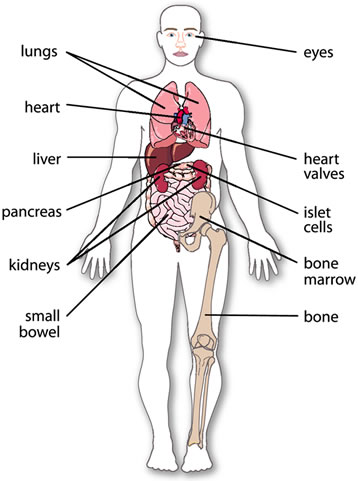 lungs
heart
liver
pancreas
kidneys
small
bowel
eyes
heart
valves
islet
cells
bone
marrow
bone